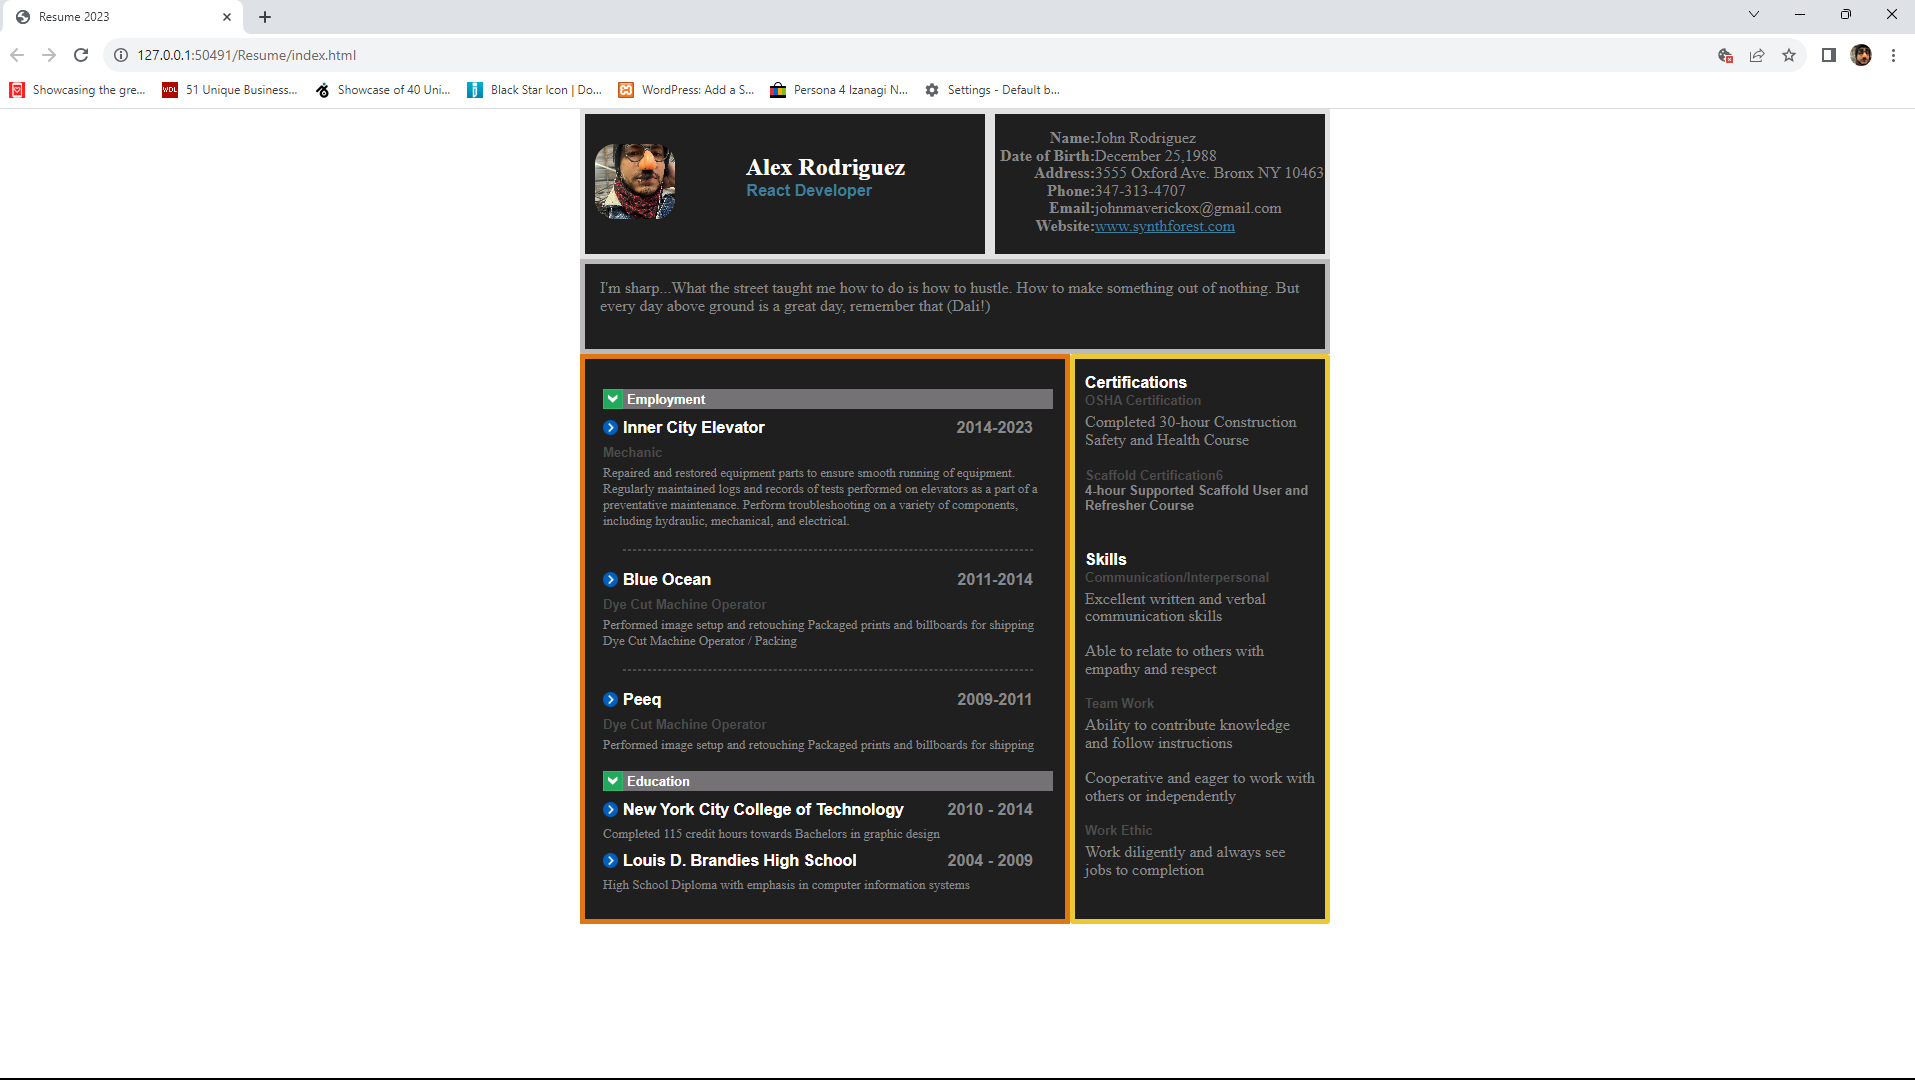 Resume 2023
127.0.0.1:50491/Resume/index.html
Showcasing the gre... 51 Unique Business... Showcase of 40 Uni... Black Star Icon | Do... WordPress: Add a S... Persona 4 Izanagi N... Settings - Default b...
WDL
Alex Rodriguez
React Developer
Name:John Rodriguez
Date of Birth:December 25,1988
Address:3555 Oxford Ave. Bronx NY 10463
Phone:347-313-4707
Email:johnmaverickox@gmail.com
Website:www.synthforest.com
I'm sharp...What the street taught me how to do is how to hustle. How to make something out of nothing. But
every day above ground is a great day, remember that (Dali!)
Employment
Inner City Elevator 2014-2023
Mechanic
Repaired and restored equipment parts to ensure smooth running of equipment.
Regularly maintained logs and records of tests performed on elevators as a part of a
preventative maintenance. Perform troubleshooting on a variety of components,
including hydraulic, mechanical, and electrical.
Blue Ocean 2011-2014
Dye Cut Machine Operator
Performed image setup and retouching Packaged prints and billboards for shipping
Dye Cut Machine Operator / Packing
Peeq 2009-2011
Dye Cut Machine Operator
Performed image setup and retouching Packaged prints and billboards for shipping
Education
New York City College of Technology 2010 - 2014
Completed 115 credit hours towards Bachelors in graphic design
Louis D. Brandies High School 2004 - 2009
High School Diploma with emphasis in computer information systems
Certifications
OSHA Certification
Completed 30-hour Construction
Safety and Health Course
Scaffold Certification6
4-hour Supported Scaffold User and
Refresher Course
Skills
Communication/Interpersonal
Excellent written and verbal
communication skills
Able to relate to others with
empathy and respect
Team Work
Ability to contribute knowledge
and follow instructions
Cooperative and eager to work with
others or independently
Work Ethic
Work diligently and always see
jobs to completion